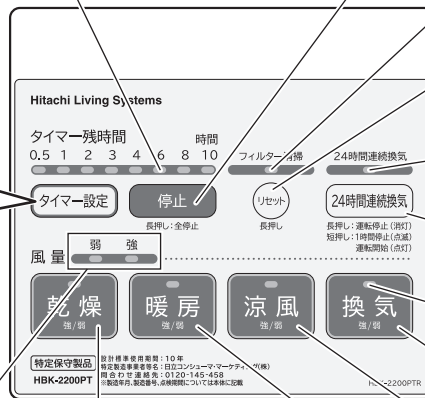 Hitachi Living Systems
タイマー残時間 時間
0.5 1 2 3 4 6 8 10 フィルター清掃 24時間連続換気
タイマー設定 停止 リセット 24時間連続換気
長押し:全停止 長押し 長押し:運転停止(消灯)
短押し:1時間停止(点滅)
運転開始(点灯)
弱 強
風量
乾燥 暖房 涼風 換気
強/弱 強/弱 強/弱 強/弱
特定保守製品
設計標準使用期間:10年
特定製造事業者等名:日立コンシューマ・マーケティング(株)
問合わせ連絡先:0120-145-458
※製造年月、製造番号、点検期間については本体に記載
HBK-2200PT HBK-2200PTR